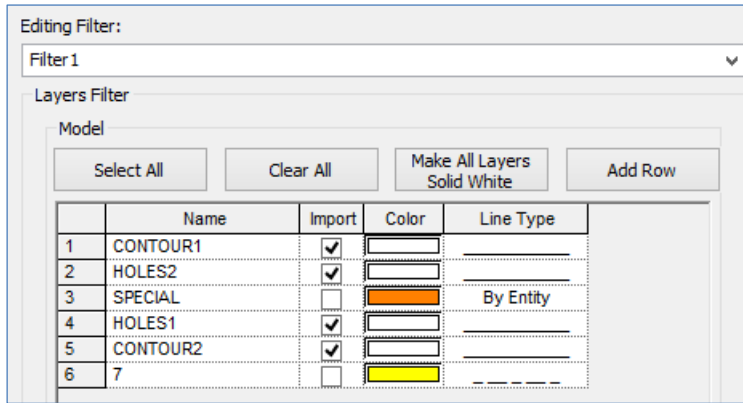 Editing Filter:
Filter1
Layers Filter
Model
Select All Clear All Make All Layers Solid White Add Row
Name Import Color Line Type
1 CONTOUR1
2 HOLES2
3 SPECIAL By Entity
4 HOLES1
5 CONTOUR2
6 7